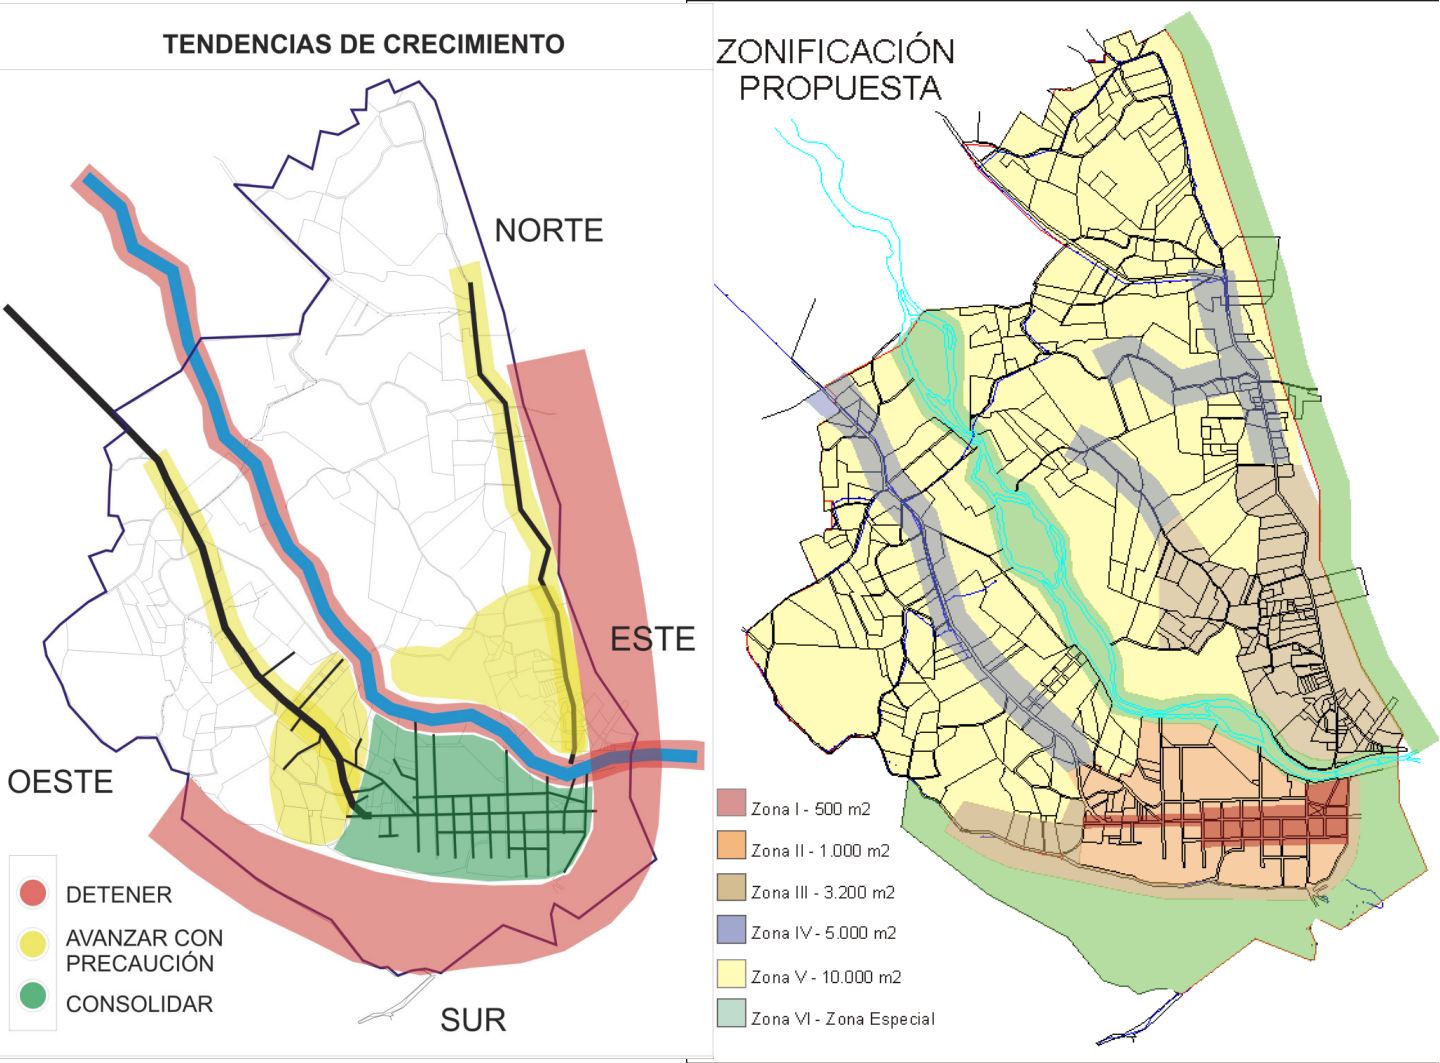 TENDENCIAS DE CRECIMIENTO
NORTE
ESTE
OESTE
SUR
DETENER
AVANZAR CON
PRECAUCIÓN
CONSOLIDAR
ZONIFICACIÓN
PROPUESTA
Zona I - 500 m2
Zona II - 1.000 m2
Zona III - 3.200 m2
Zona IV - 5.000 m2
Zona V - 10.000 m2
Zona VI - Zona Especial